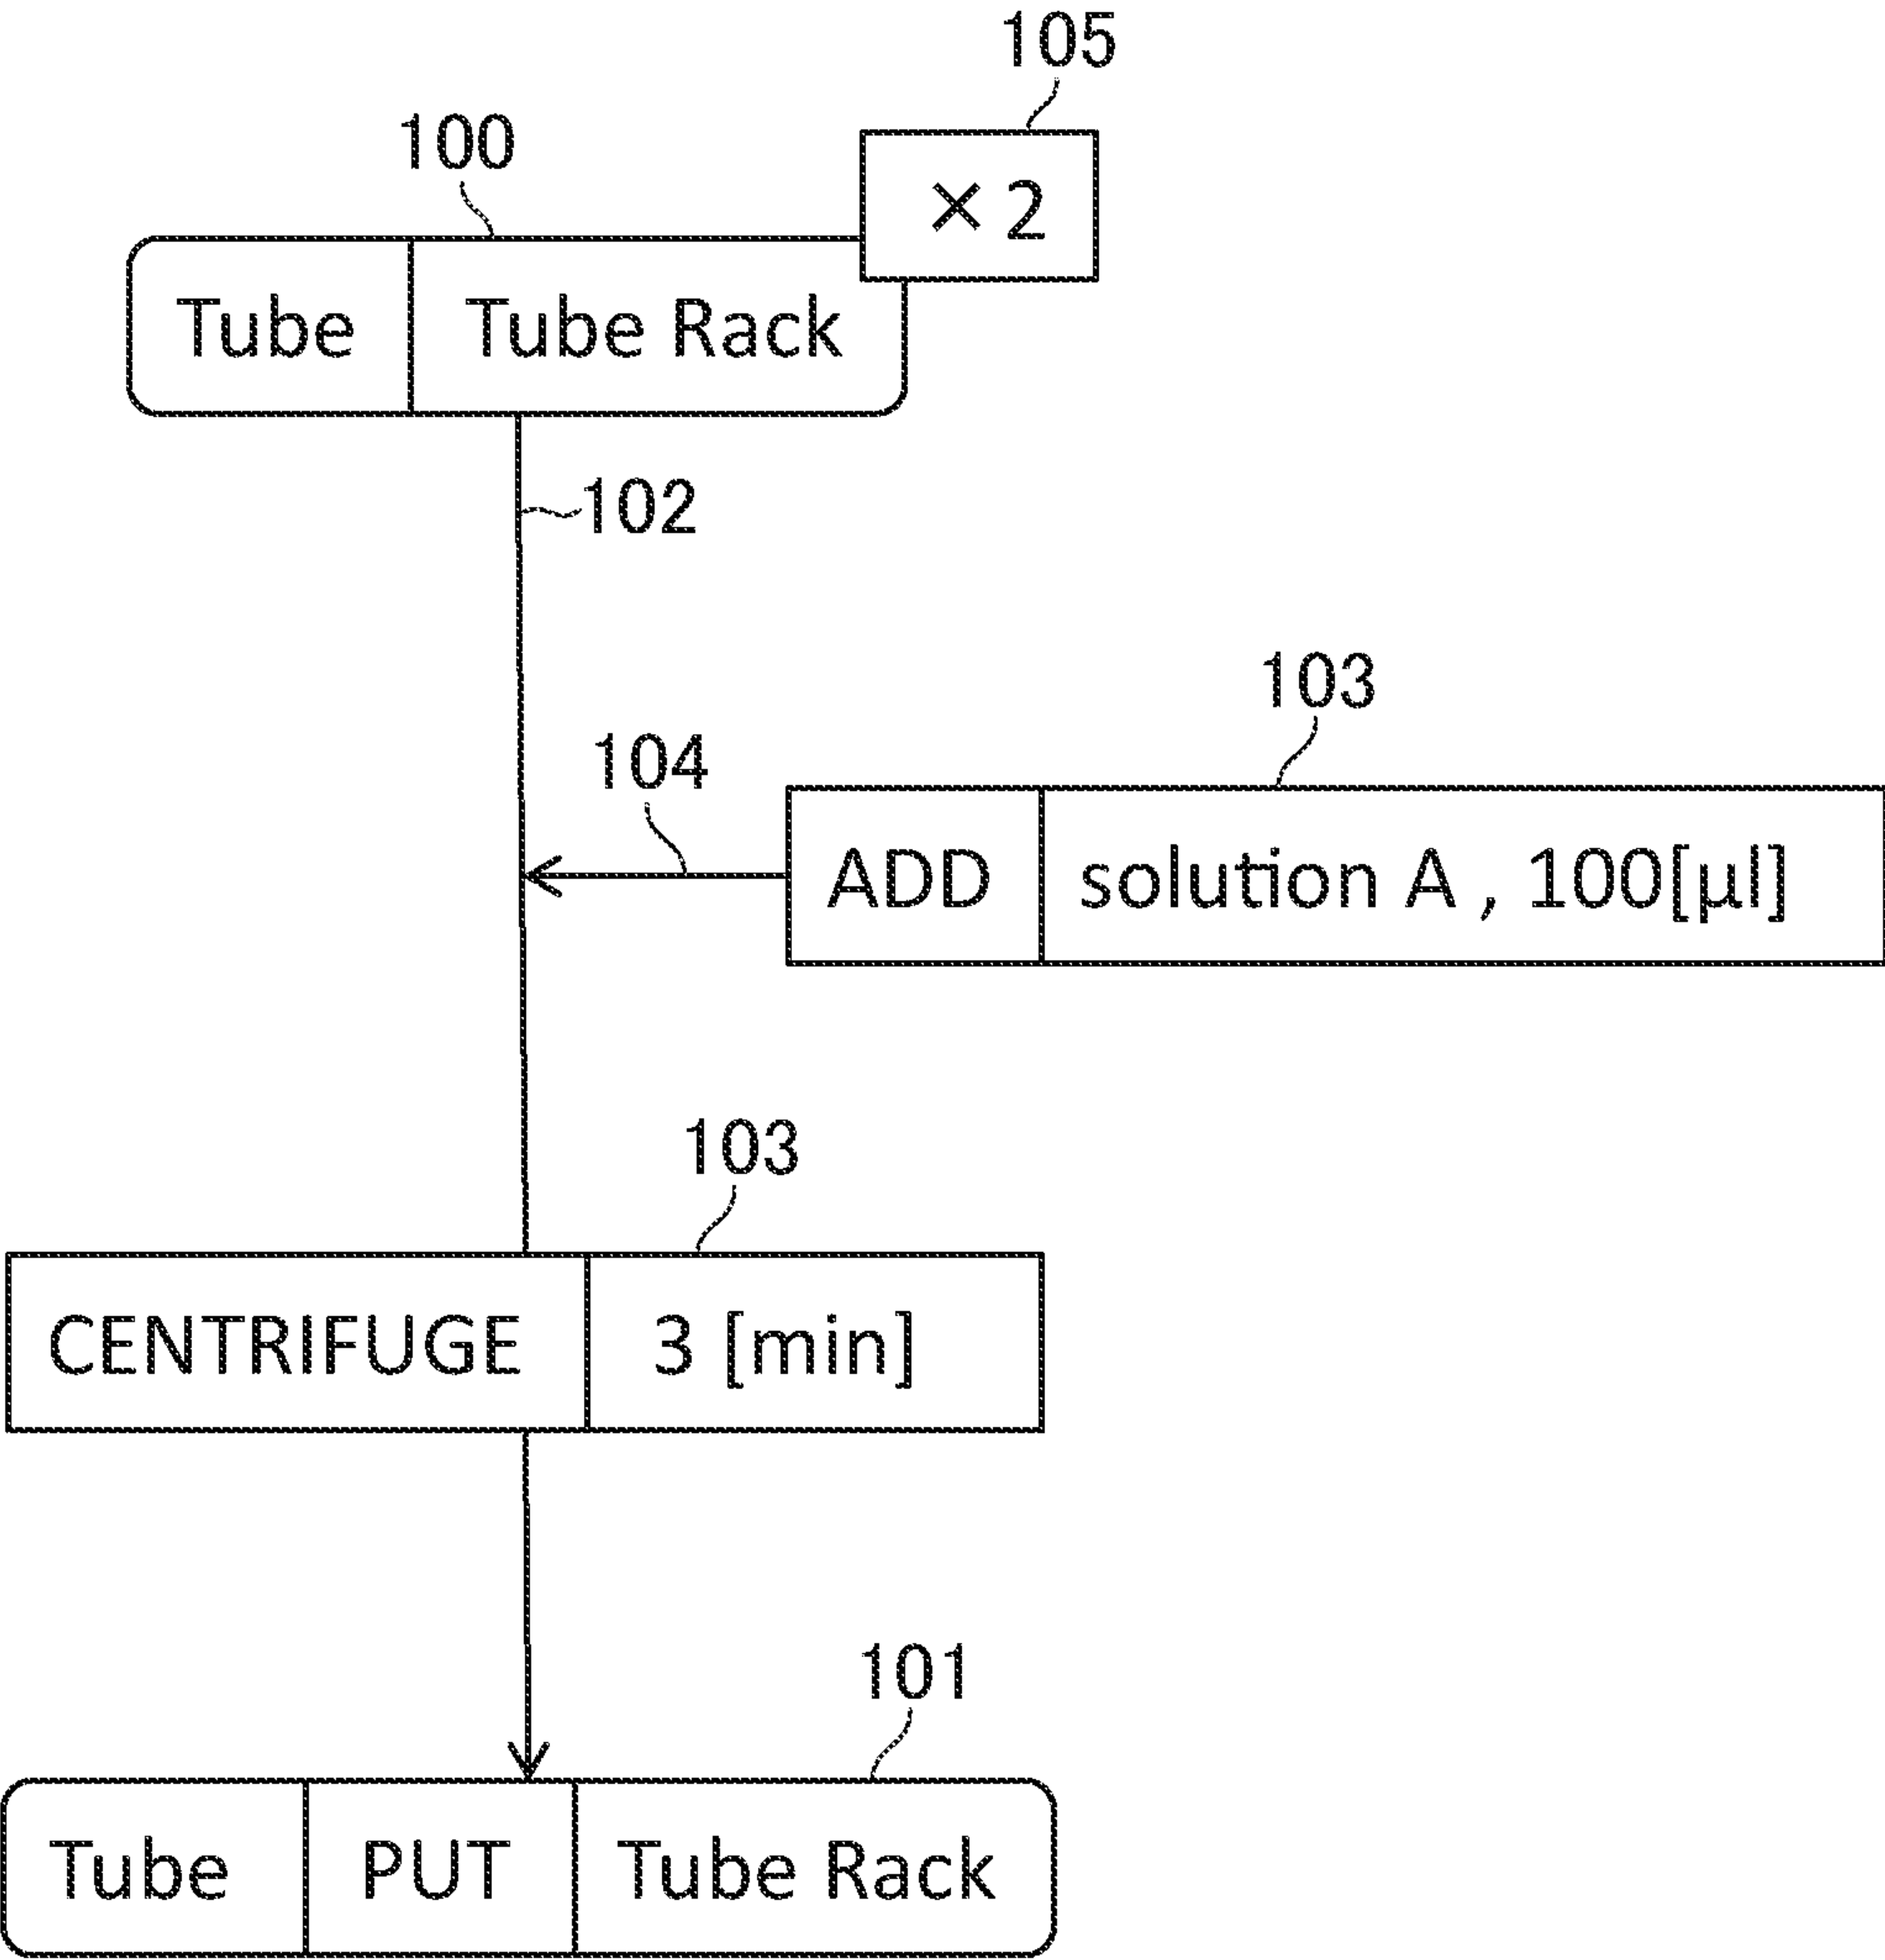 105
100
× 2
Tube Tube Rack
102
103
104
ADD solution A , 100[µl]
103
CENTRIFUGE 3 [min]
101
Tube PUT Tube Rack